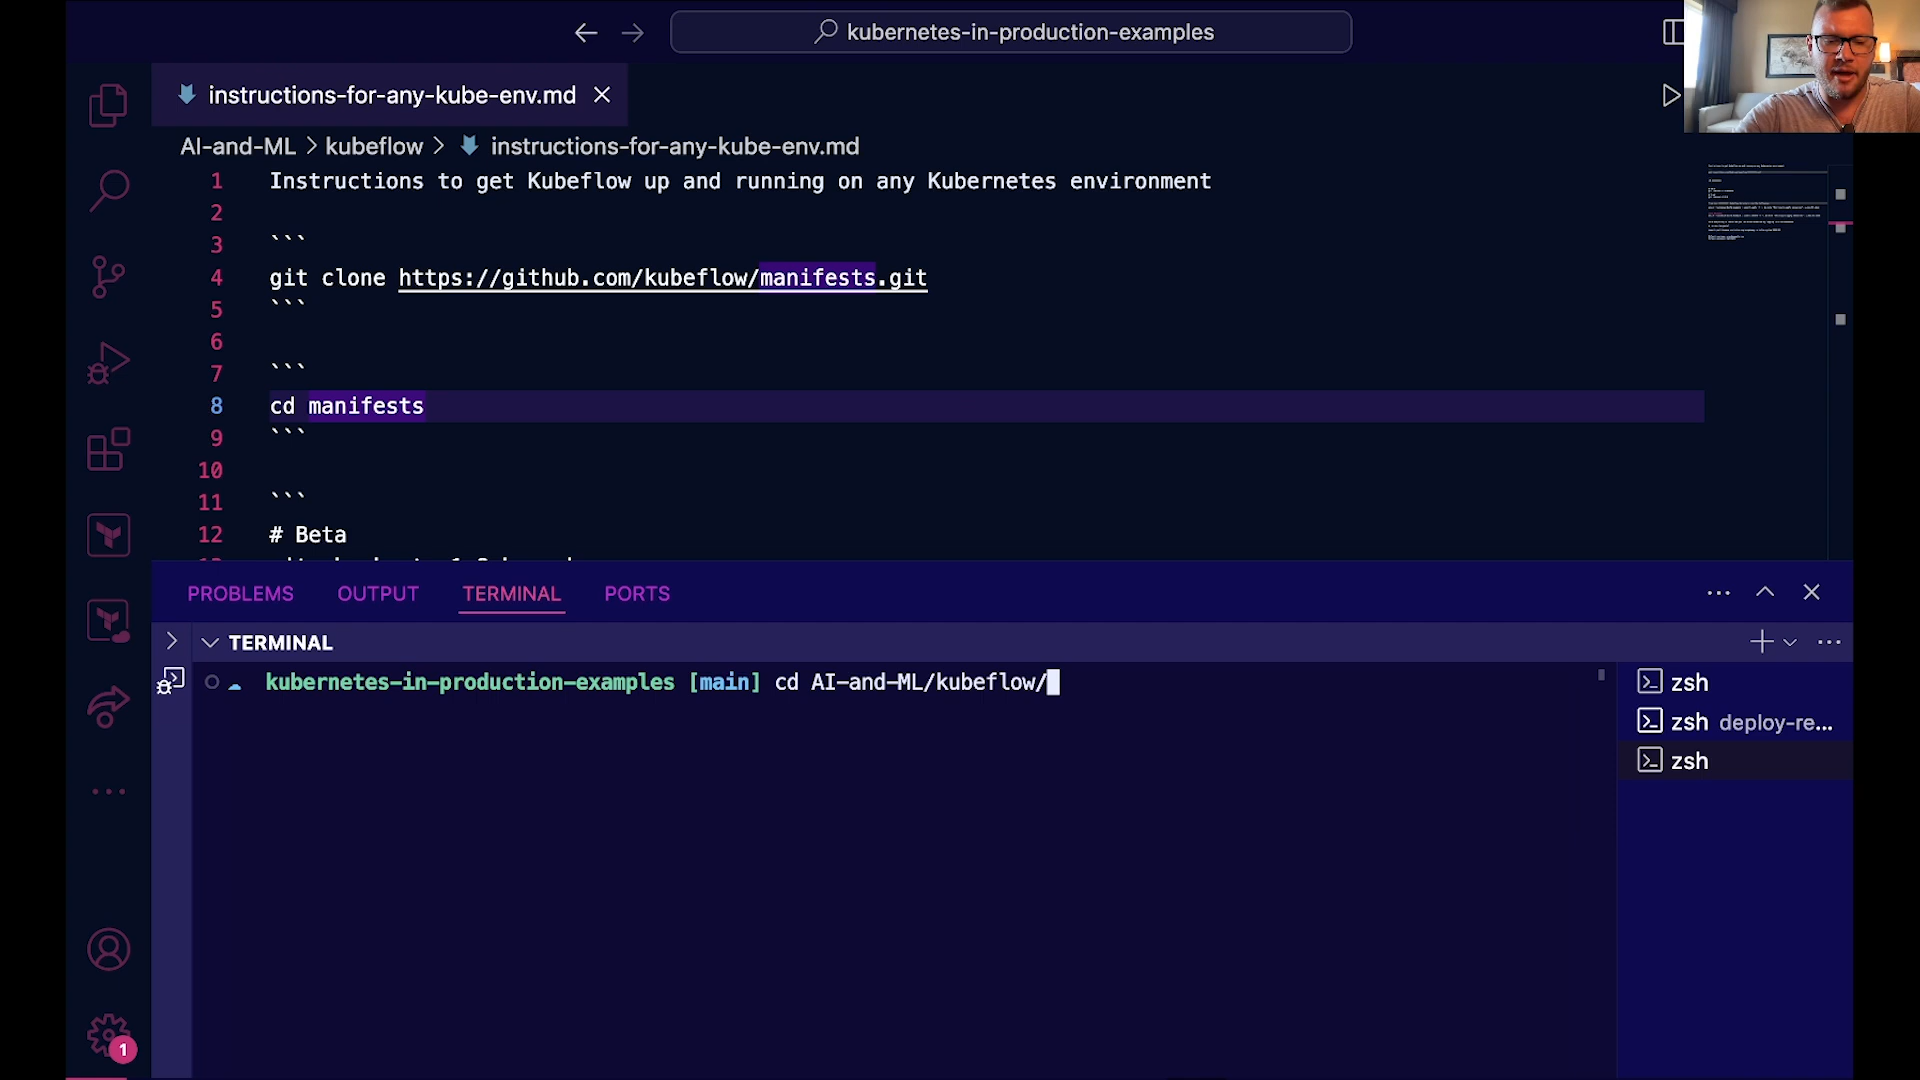 kubernetes-in-production-examples
instructions-for-any-kube-env.md
AI-and-ML > kubeflow > instructions-for-any-kube-env.md
1 Instructions to get Kubeflow up and running on any Kubernetes environment
2
3 ```
4 git clone https://github.com/kubeflow/manifests.git
5 ```
6
7 ```
8 cd manifests
9 ```
10
11 ```
12 # Beta
PROBLEMS OUTPUT TERMINAL PORTS
TERMINAL
kubernetes-in-production-examples [main] cd AI-and-ML/kubeflow/
zsh
zsh deploy-re...
zsh
1